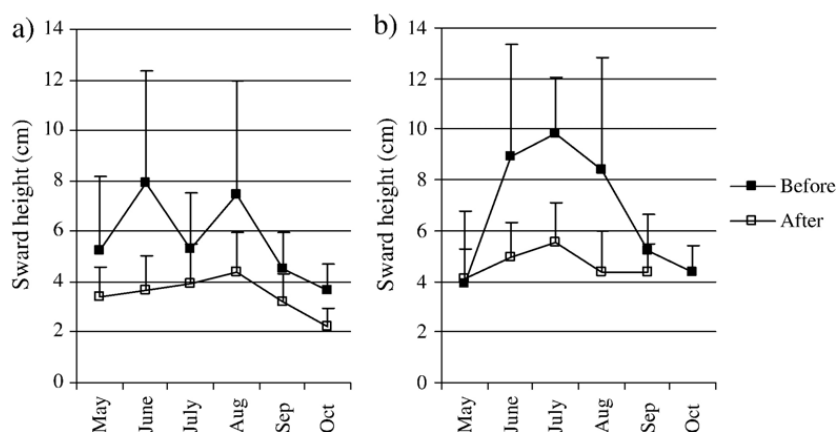 a)
Sward height (cm)
14
12
10
8
6
4
2
0
May
June
July
Aug
Sep
Oct
b)
Sward height (cm)
14
12
10
8
6
4
2
0
May
June
July
Aug
Sep
Oct
Before
After